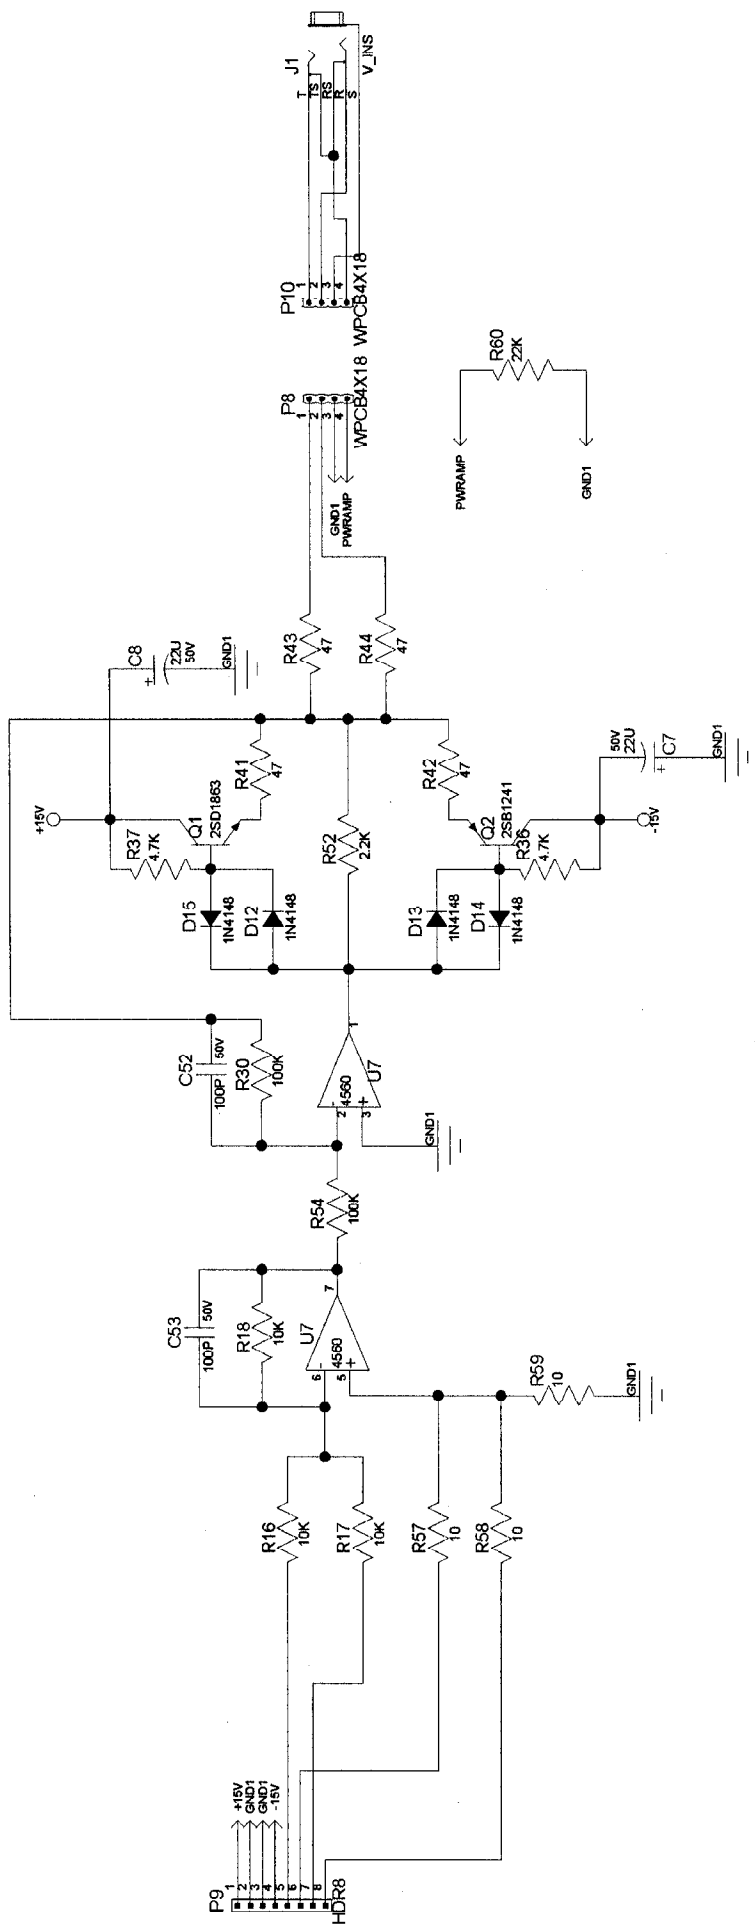 J1
V_INS
T
TS
RS
R
S
P10
1
2
3
4
WPCB4X18
P8
1
2
3
4
WPCB4X18
GND1
PWRAMP
R60
22K
PWRAMP
GND1
R43
47
R44
47
C8
22U
50V
+
GND1
+15V
Q1
2SD1863
R41
47
R37
4.7K
D15
1N4148
D12
1N4148
R52
2.2K
R42
47
Q2
2SB1241
R36
4.7K
D13
1N4148
D14
1N4148
-15V
50V
22U
+
C7
GND1
C52
50V
100P
R30
100K
1
U7
4560
-
+
2
3
GND1
R54
100K
C53
50V
100P
R18
10K
7
U7
4560
-
+
6
5
R59
10
GND1
R16
10K
R17
10K
R57
10
R58
10
+15V
GND1
GND1
-15V
P9
1
2
3
4
5
6
7
8
HDR8